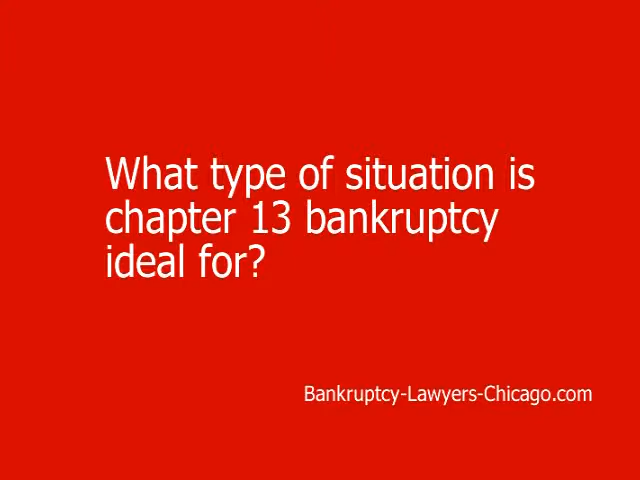 What type of situation is
chapter 13 bankruptcy
ideal for?
Bankruptcy-Lawyers-Chicago.com